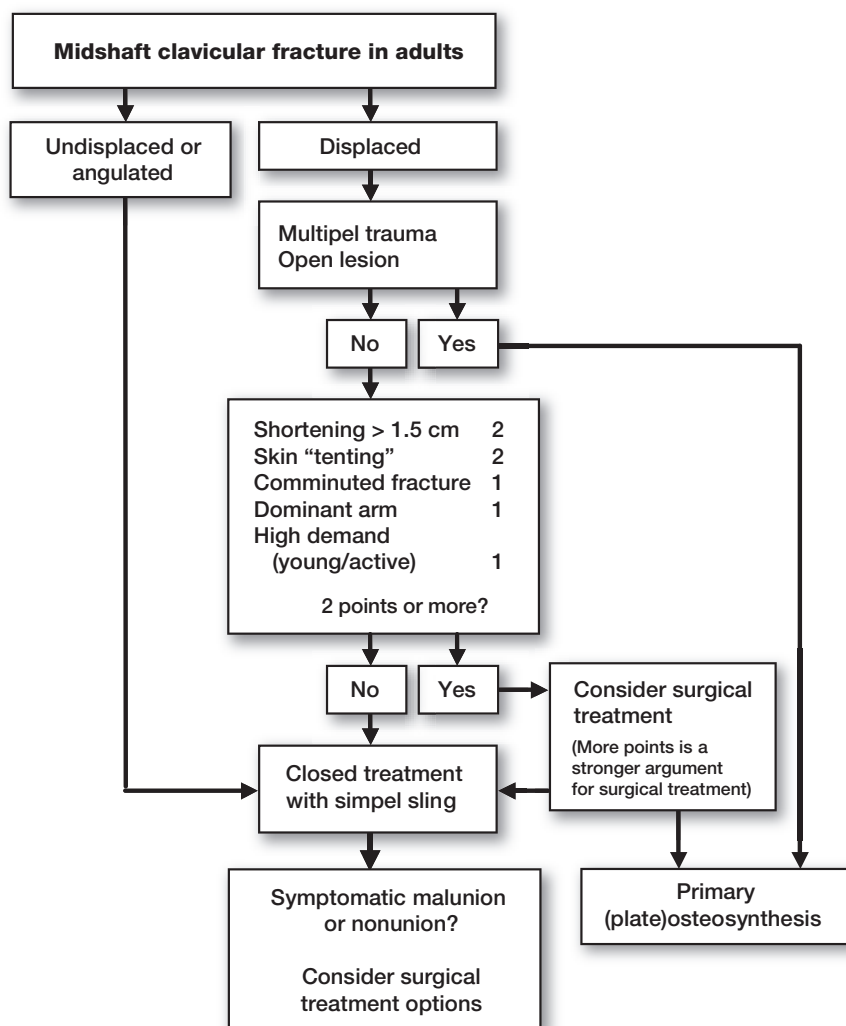 Midshaft clavicular fracture in adults
Undisplaced or
angulated
Displaced
Multipel trauma
Open lesion
No
Yes
Shortening > 1.5 cm 2
Skin “tenting” 2
Comminuted fracture 1
Dominant arm 1
High demand
(young/active) 1
2 points or more?
No
Yes
Consider surgical
treatment
(More points is a
stronger argument
for surgical treatment)
Closed treatment
with simpel sling
Primary
(plate)osteosynthesis
Symptomatic malunion
or nonunion?
Consider surgical
treatment options